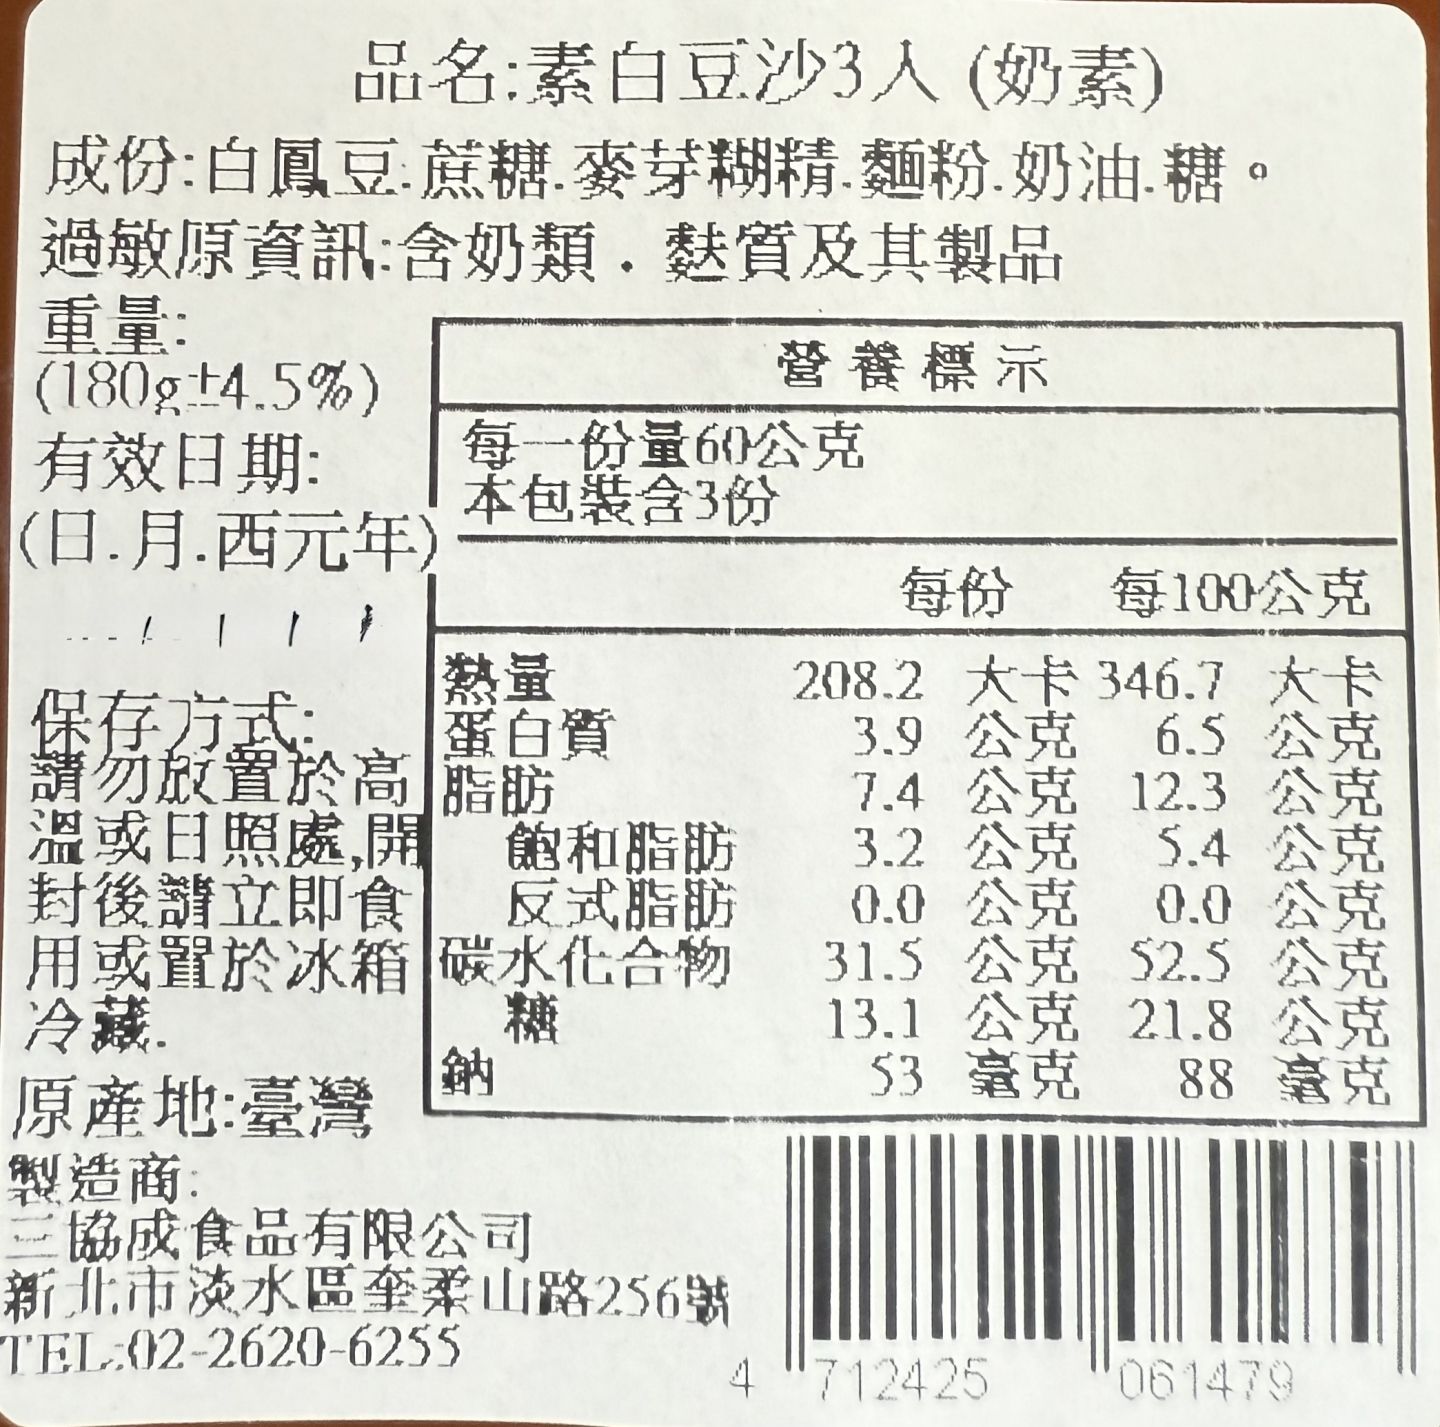 品名:素白豆沙3入 (奶素)
成份:白鳳豆.蔗糖.麥芽糊精.麵粉.奶油.糖。
過敏原資訊:含奶類．麩質及其製品
重量:
(180g±4.5%)
有效日期:
(日.月.西元年)
保存方式:
請勿放置於高
溫或日照處,開
封後請立即食
用或置於冰箱
冷藏.
原產地:臺灣
製造商:
三協成食品有限公司
新北市淡水區奎柔山路256號
TEL:02-2620-6255
營養標示
每一份量60公克
本包裝含3份
每份 每100公克
熱量 208.2 大卡 346.7 大卡
蛋白質 3.9 公克 6.5 公克
脂肪 7.4 公克 12.3 公克
飽和脂肪 3.2 公克 5.4 公克
反式脂肪 0.0 公克 0.0 公克
碳水化合物 31.5 公克 52.5 公克
糖 13.1 公克 21.8 公克
鈉 53 毫克 88 毫克
4 712425 061479